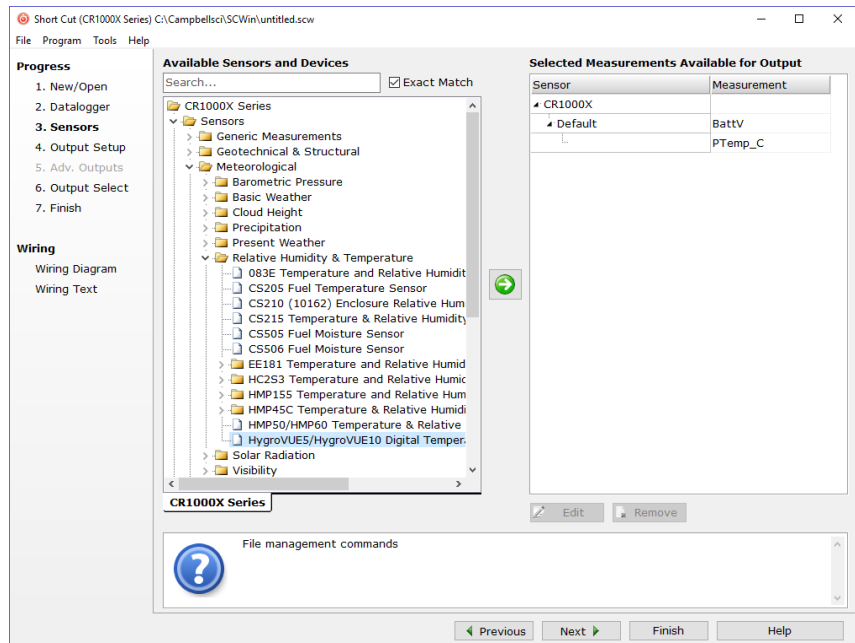 Short Cut (CR1000X Series) C:\Campbellsci\SCWin\untitled.scw
File Program Tools Help
Progress
1. New/Open
2. Datalogger
3. Sensors
4. Output Setup
5. Adv. Outputs
6. Output Select
7. Finish
Wiring
Wiring Diagram
Wiring Text
Available Sensors and Devices
Search...
Exact Match
CR1000X Series
Sensors
Generic Measurements
Geotechnical & Structural
Meteorological
Barometric Pressure
Basic Weather
Cloud Height
Precipitation
Present Weather
Relative Humidity & Temperature
083E Temperature and Relative Humidit
CS205 Fuel Temperature Sensor
CS210 (10162) Enclosure Relative Hum
CS215 Temperature & Relative Humidity
CS505 Fuel Moisture Sensor
CS506 Fuel Moisture Sensor
EE181 Temperature and Relative Humid
HC2S3 Temperature and Relative Humic
HMP155 Temperature and Relative Hum
HMP45C Temperature & Relative Humidi
HMP50/HMP60 Temperature & Relative
HygroVUE5/HygroVUE10 Digital Temper
Solar Radiation
Visibility
CR1000X Series
Selected Measurements Available for Output
Sensor Measurement
CR1000X
Default BattV
PTemp_C
Edit Remove
File management commands
Previous Next Finish Help